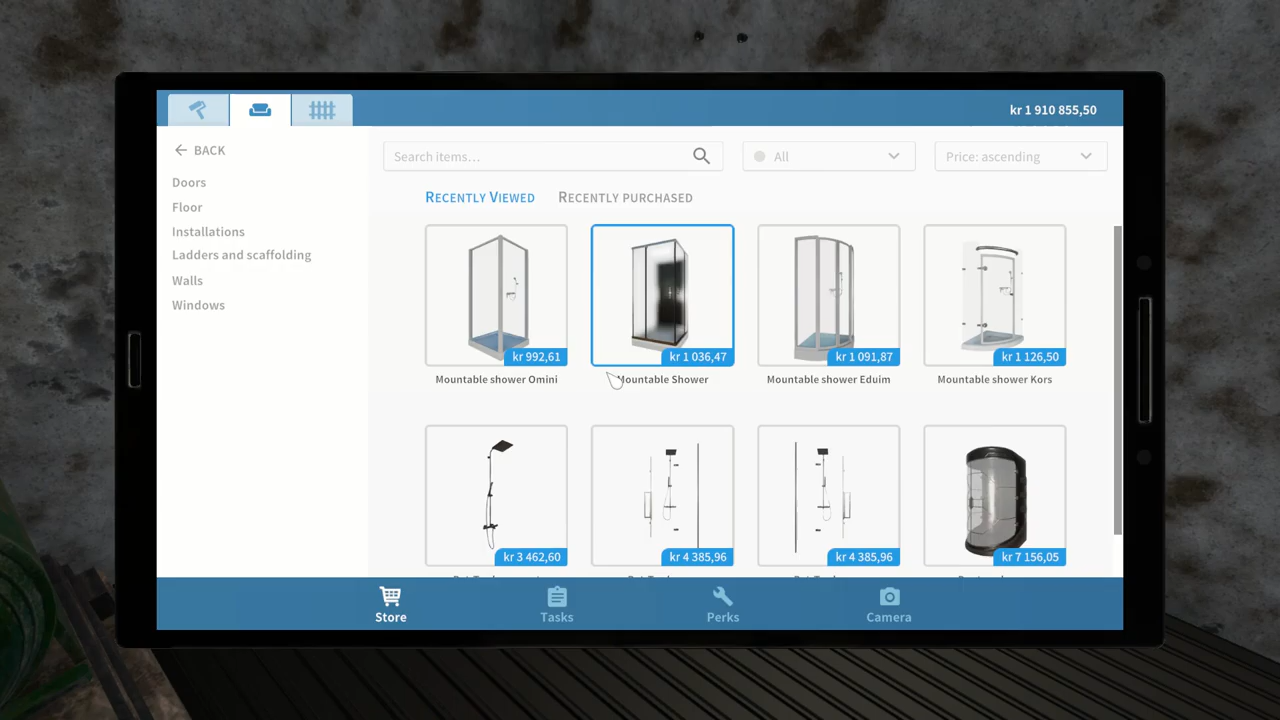 kr 1 910 855,50
BACK
Doors
Floor
Installations
Ladders and scaffolding
Walls
Windows
Search items...
All
Price: ascending
RECENTLY VIEWED
RECENTLY PURCHASED
kr 992,61
kr 1 036,47
kr 1 091,87
kr 1 126,50
Mountable shower Omini
Mountable Shower
Mountable shower Eduim
Mountable shower Kors
kr 3 462,60
kr 4 385,96
kr 4 385,96
kr 7 156,05
Store
Tasks
Perks
Camera